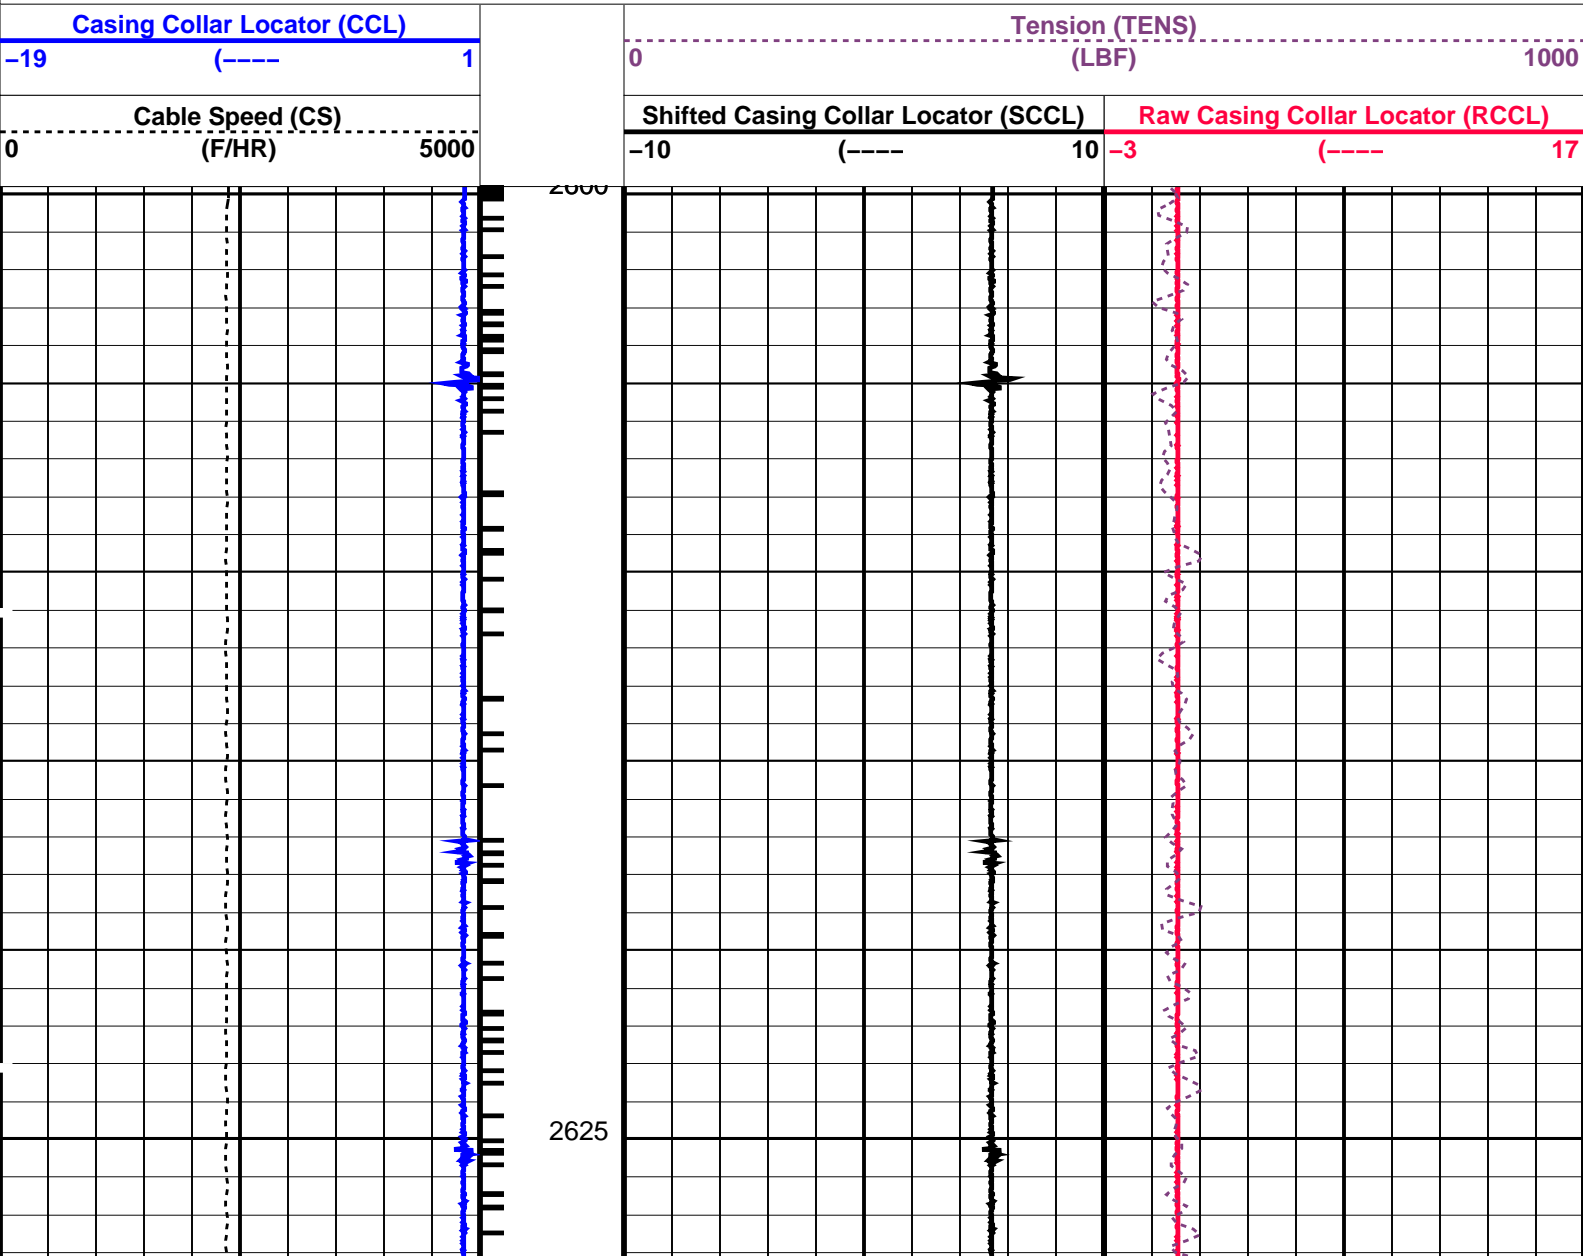 Casing Collar Locator (CCL)
–19 (–––– 1
Cable Speed (CS)
0 (F/HR) 5000
Tension (TENS)
0 (LBF) 1000
Shifted Casing Collar Locator (SCCL)
–10 (–––– 10
Raw Casing Collar Locator (RCCL)
–3 (–––– 17
2600
2625